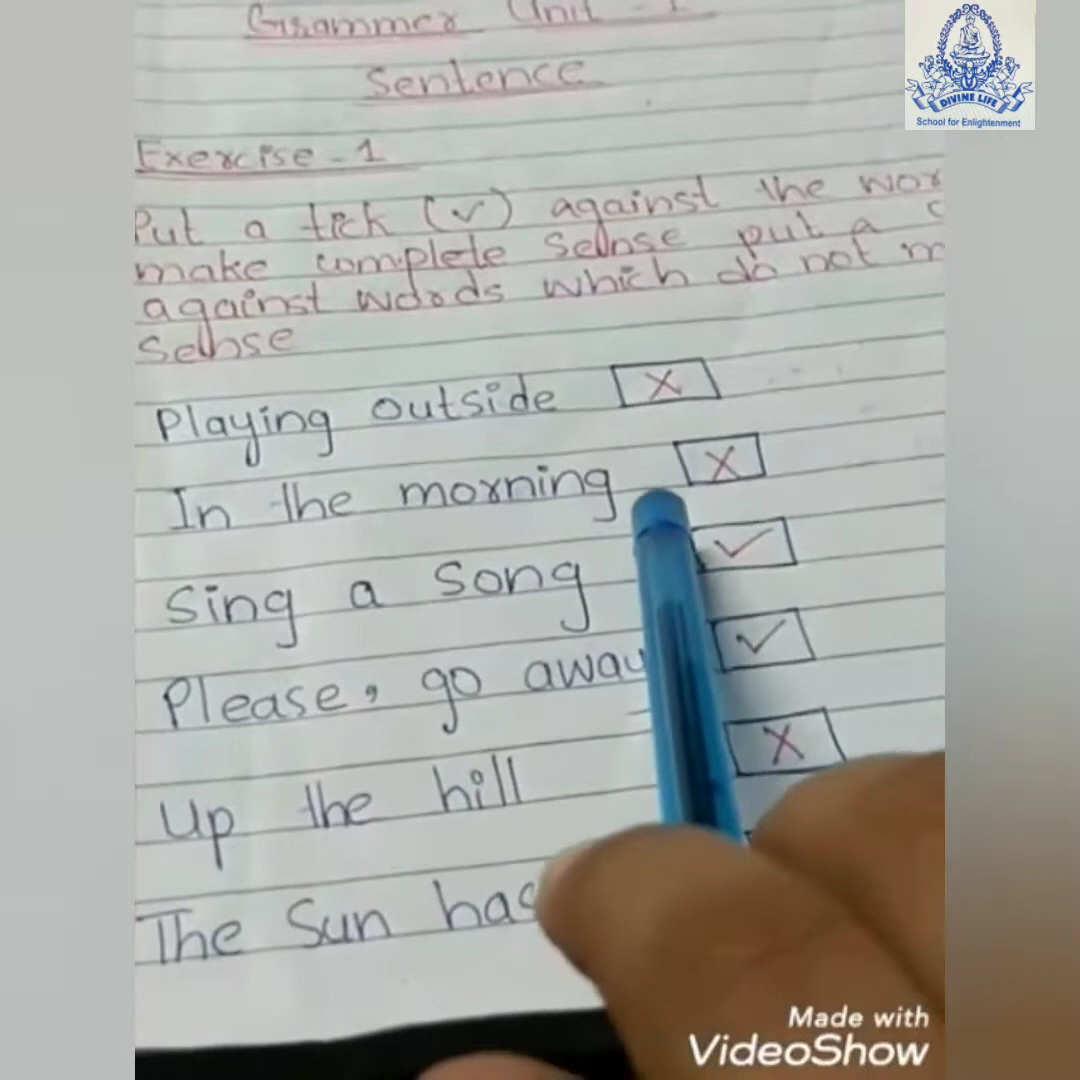 Grammer Unit - 1
Sentence
Exercise - 1
Put a tick (✓) against the
make complete sense put a
against words which do not
sense
Playing outside X
In the morning X
Sing a song ✓
Please, go away ✓
Up the hill X
The Sun has
DIVINE LIFE
School for Enlightenment
Made with
VideoShow